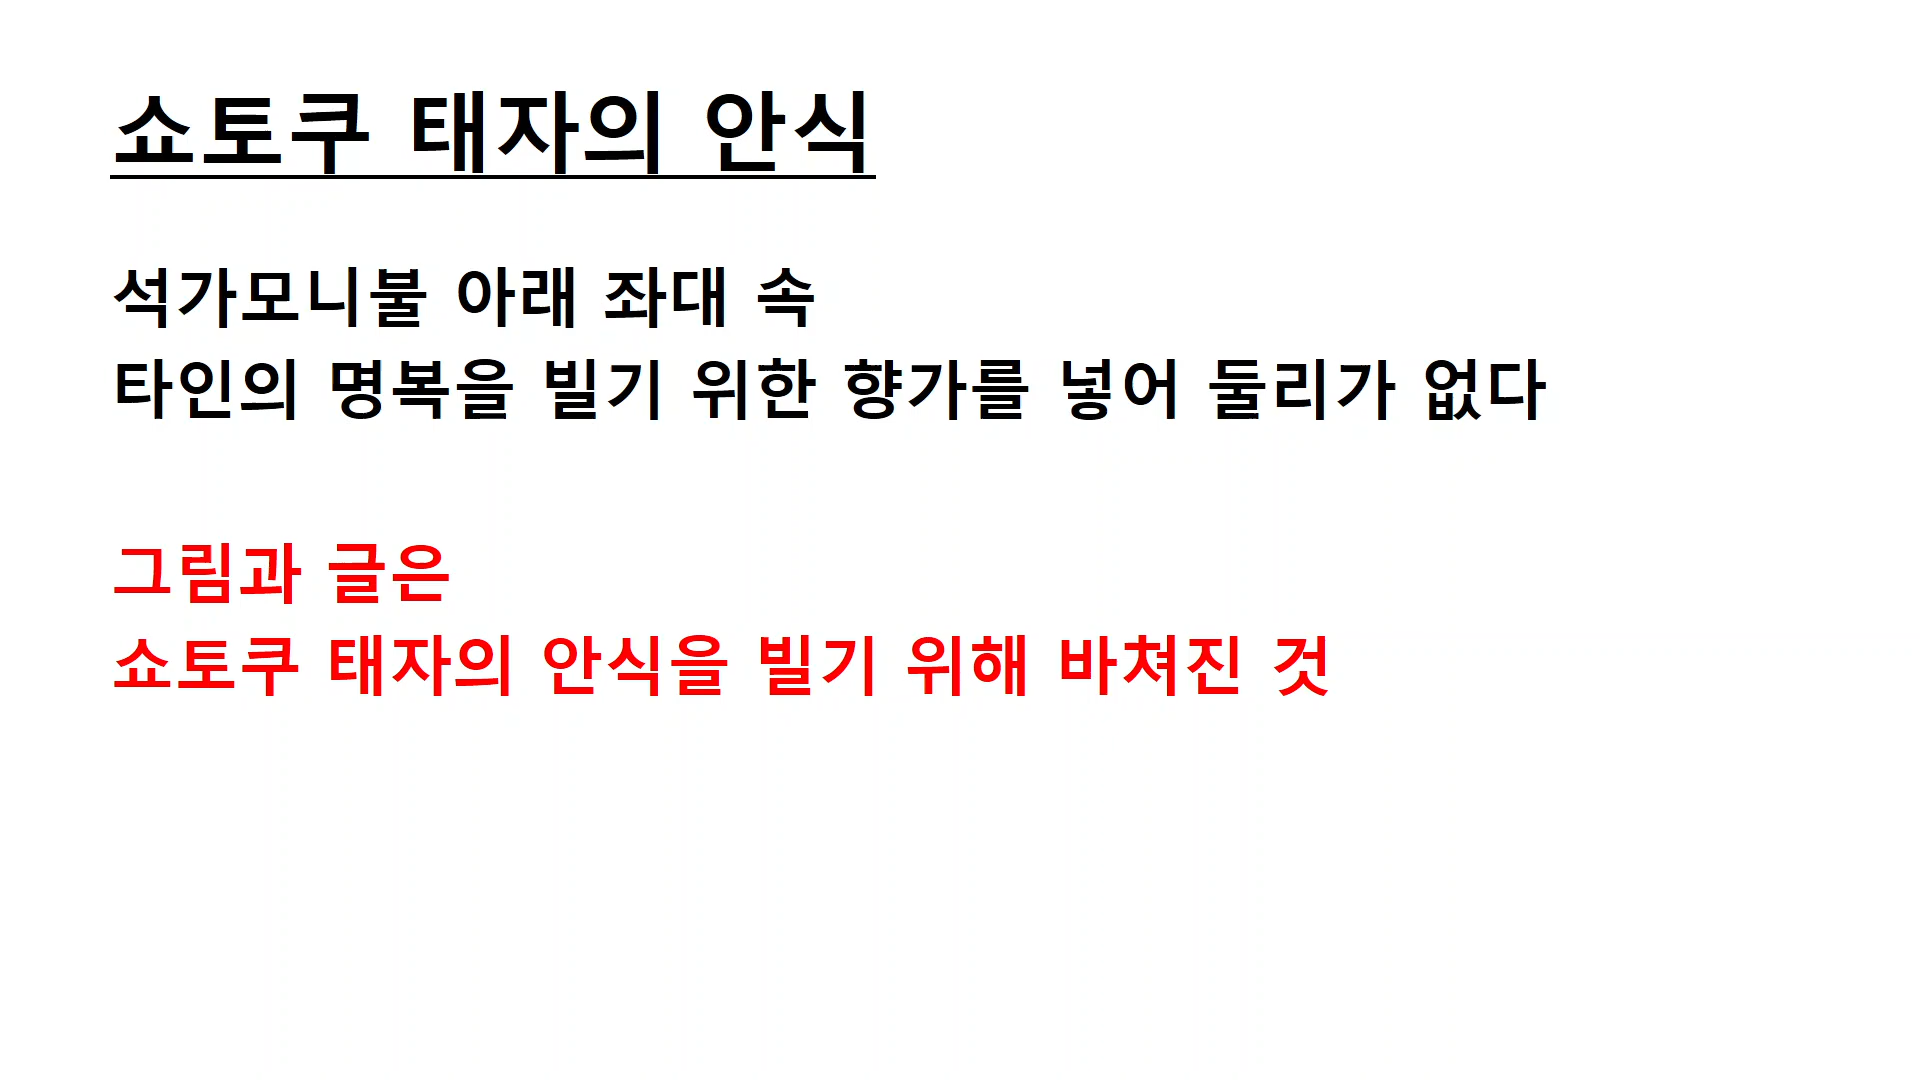 쇼토쿠 태자의 안식
석가모니불 아래 좌대 속
타인의 명복을 빌기 위한 향가를 넣어 둘리가 없다
그림과 글은
쇼토쿠 태자의 안식을 빌기 위해 바쳐진 것